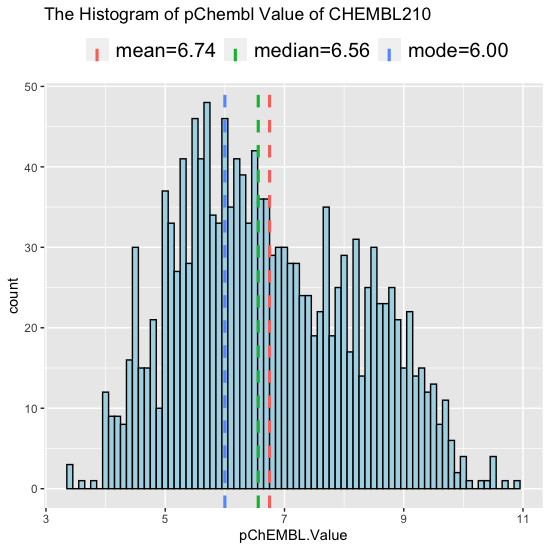 The Histogram of pChembl Value of CHEMBL210
mean=6.74 median=6.56 mode=6.00
50
40
30
20
10
0
count
3 5 7 9 11
pChEMBL.Value